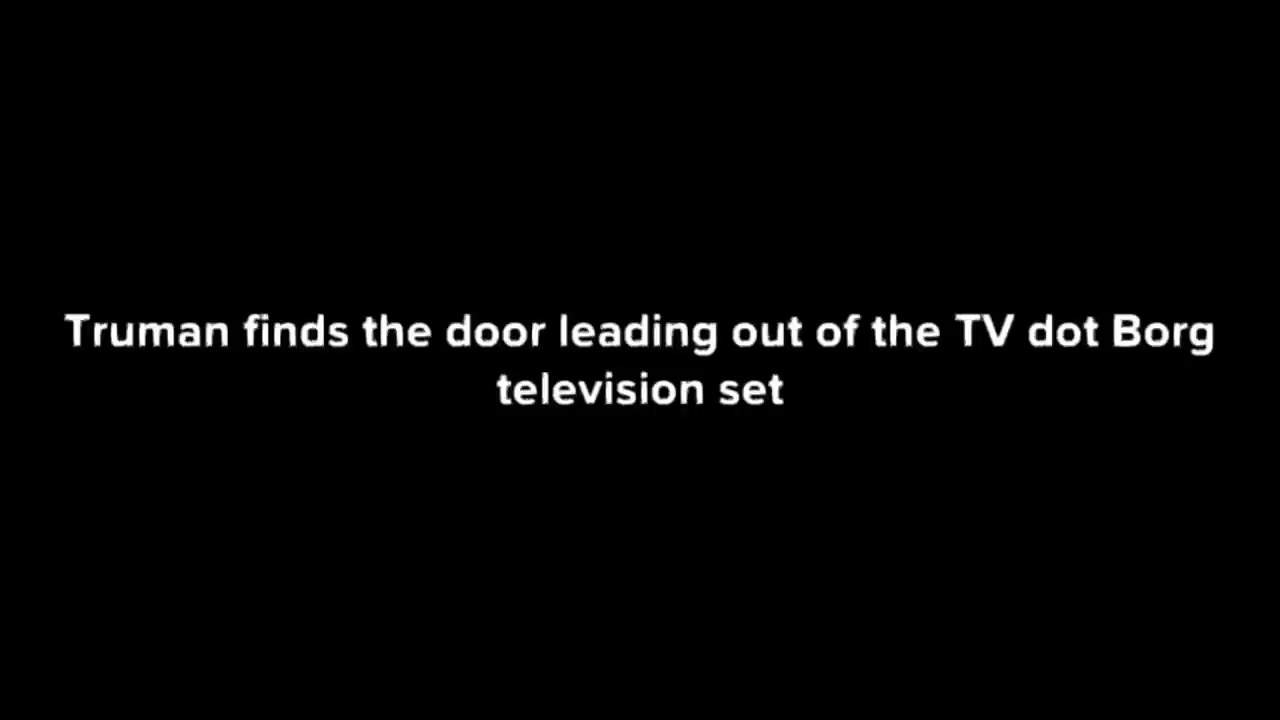 Truman finds the door leading out of the TV dot Borg
television set